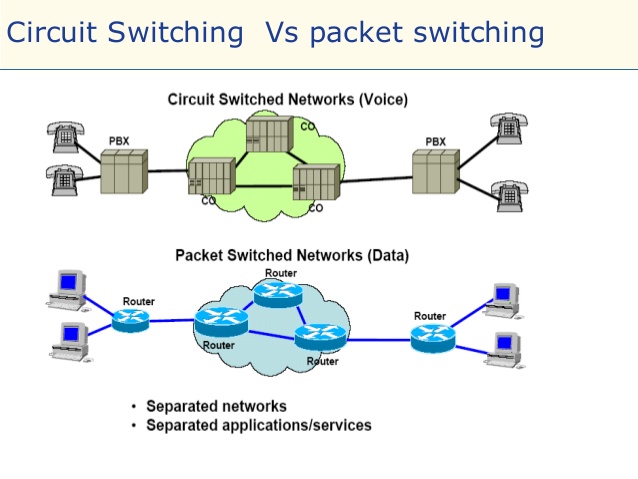 Circuit Switching  Vs packet switching
Circuit Switched Networks (Voice)
CO
PBX
PBX
CO
CO
Packet Switched Networks (Data)
Router
Router
Router
Router
Router
• Separated networks
• Separated applications/services